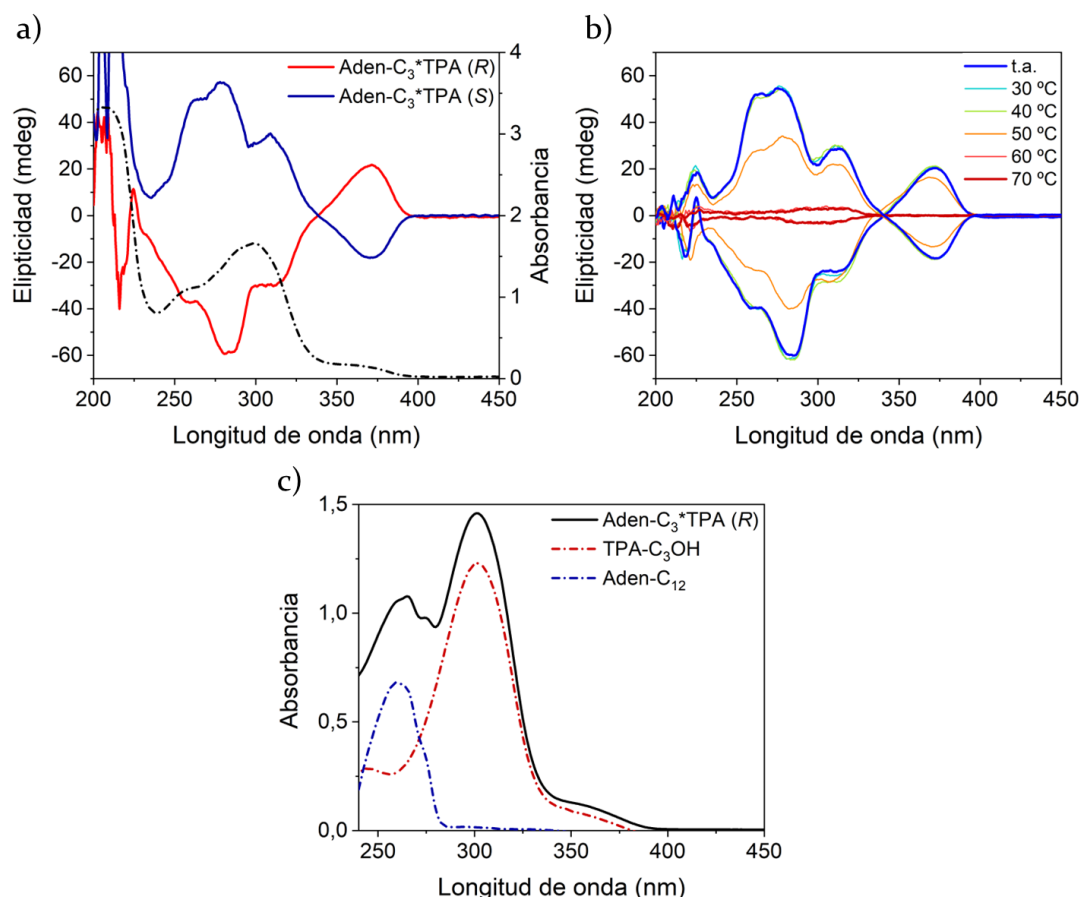 a)
60
40
20
0
-20
-40
-60
Elipticidad (mdeg)
4
3
2
1
0
Absorbancia
Aden-C₃*TPA (R)
Aden-C₃*TPA (S)
200 250 300 350 400 450
Longitud de onda (nm)
b)
60
40
20
0
-20
-40
-60
Elipticidad (mdeg)
t.a.
30 ºC
40 ºC
50 ºC
60 ºC
70 ºC
200 250 300 350 400 450
Longitud de onda (nm)
c)
1,5
1,0
0,5
0,0
Absorbancia
Aden-C₃*TPA (R)
TPA-C₃OH
Aden-C₁₂
250 300 350 400 450
Longitud de onda (nm)